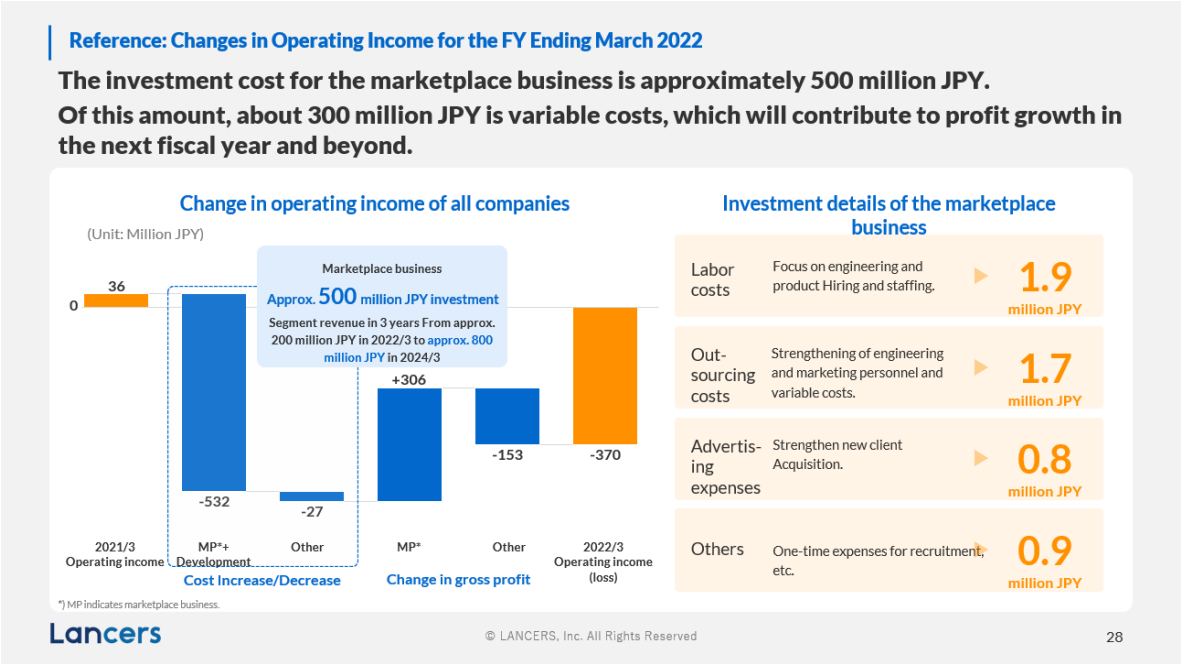 Reference: Changes in Operating Income for the FY Ending March 2022
The investment cost for the marketplace business is approximately 500 million JPY.
Of this amount, about 300 million JPY is variable costs, which will contribute to profit growth in
the next fiscal year and beyond.
Change in operating income of all companies
(Unit: Million JPY)
Marketplace business
Approx. 500 million JPY investment
Segment revenue in 3 years From approx.
200 million JPY in 2022/3 to approx. 800
million JPY in 2024/3
0
36
-532
-27
+306
-153
-370
2021/3
Operating income
MP*+
Development
Other
MP*
Other
2022/3
Operating income
(loss)
Cost Increase/Decrease
Change in gross profit
*) MP indicates marketplace business.
Investment details of the marketplace
business
Labor
costs
Focus on engineering and
product Hiring and staffing.
1.9
million JPY
Out-
sourcing
costs
Strengthening of engineering
and marketing personnel and
variable costs.
1.7
million JPY
Advertis-
ing
expenses
Strengthen new client
Acquisition.
0.8
million JPY
Others
One-time expenses for recruitment,
etc.
0.9
million JPY
Lancers
© LANCERS, Inc. All Rights Reserved
28